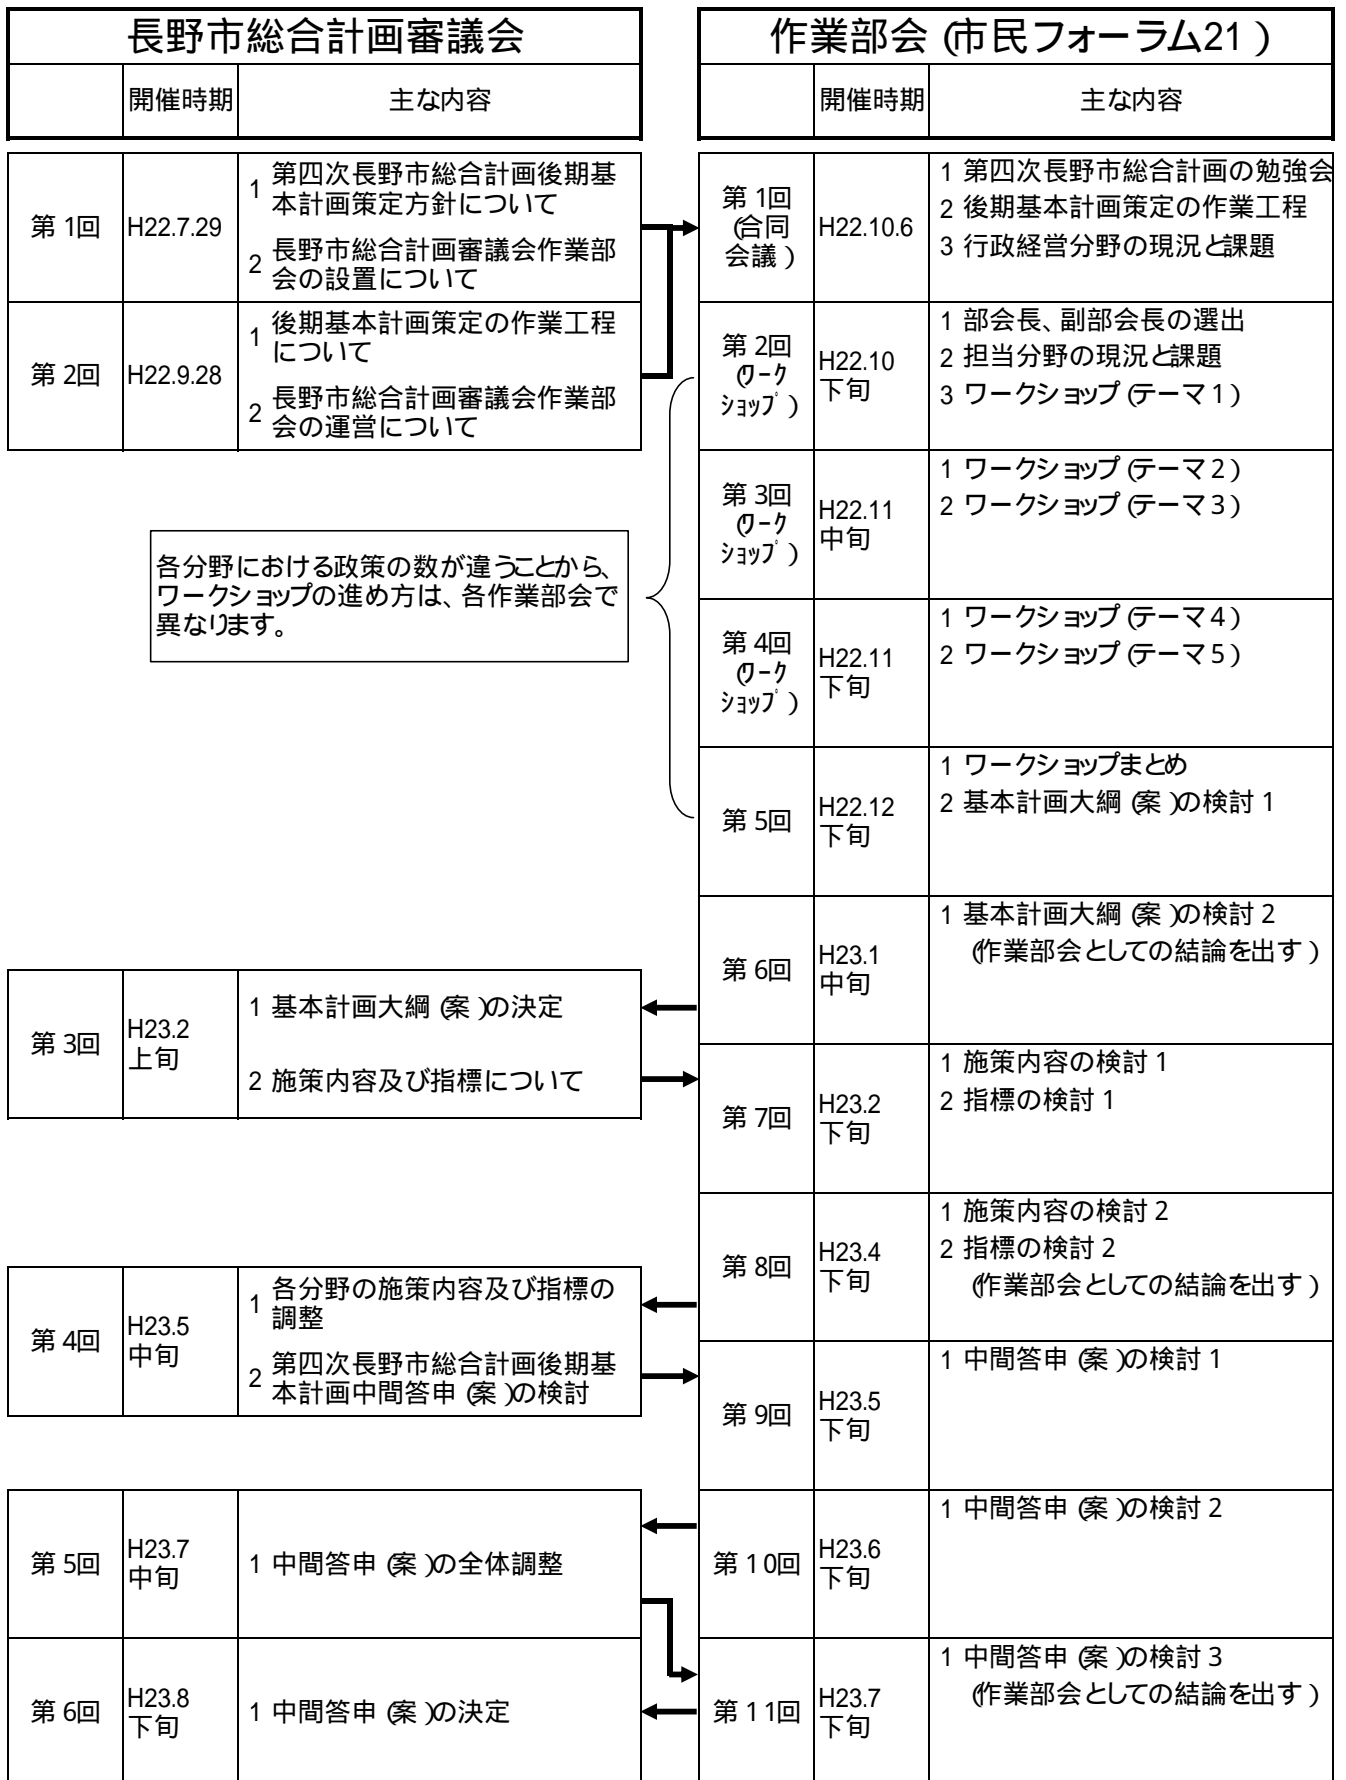 長野市総合計画審議会
開催時期
主な内容
第1回
H22.7.29
1 第四次長野市総合計画後期基
本計画策定方針について
2 長野市総合計画審議会作業部
会の設置について
第2回
H22.9.28
1 後期基本計画策定の作業工程
について
2 長野市総合計画審議会作業部
会の運営について
各分野における政策の数が違うことから、
ワークショップの進め方は、各作業部会で
異なります。
第3回
H23.2
上旬
1 基本計画大綱(案)の決定
2 施策内容及び指標について
第4回
H23.5
中旬
1 各分野の施策内容及び指標の
調整
2 第四次長野市総合計画後期基
本計画中間答申(案)の検討
第5回
H23.7
中旬
1 中間答申(案)の全体調整
第6回
H23.8
下旬
1 中間答申(案)の決定
作業部会(市民フォーラム21)
開催時期
主な内容
第1回
(合同
会議)
H22.10.6
1 第四次長野市総合計画の勉強会
2 後期基本計画策定の作業工程
3 行政経営分野の現況と課題
第2回
(ﾜｰｸ
ｼｮｯﾌﾟ)
H22.10
下旬
1 部会長、副部会長の選出
2 担当分野の現況と課題
3 ワークショップ(テーマ1)
第3回
(ﾜｰｸ
ｼｮｯﾌﾟ)
H22.11
中旬
1 ワークショップ(テーマ2)
2 ワークショップ(テーマ3)
第4回
(ﾜｰｸ
ｼｮｯﾌﾟ)
H22.11
下旬
1 ワークショップ(テーマ4)
2 ワークショップ(テーマ5)
第5回
H22.12
下旬
1 ワークショップまとめ
2 基本計画大綱(案)の検討1
第6回
H23.1
中旬
1 基本計画大綱(案)の検討2
(作業部会としての結論を出す)
第7回
H23.2
下旬
1 施策内容の検討1
2 指標の検討1
第8回
H23.4
下旬
1 施策内容の検討2
2 指標の検討2
(作業部会としての結論を出す)
第9回
H23.5
下旬
1 中間答申(案)の検討1
第10回
H23.6
下旬
1 中間答申(案)の検討2
第11回
H23.7
下旬
1 中間答申(案)の検討3
(作業部会としての結論を出す)